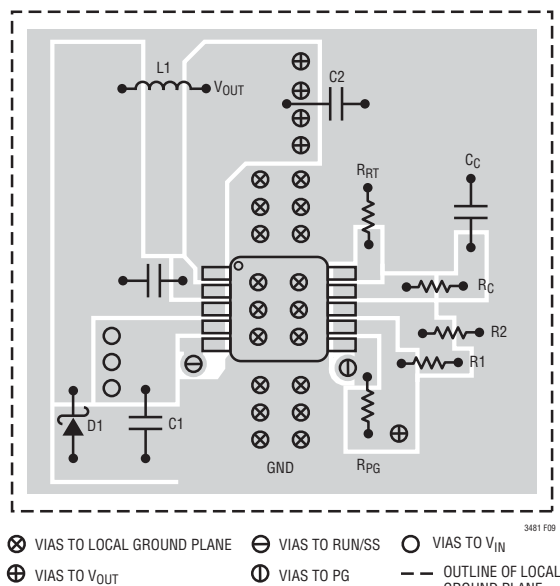 L1
VOUT
C2
RRT
CC
RC
R2
R1
D1
C1
GND
RPG
3481 F09
VIAS TO LOCAL GROUND PLANE
VIAS TO RUN/SS
VIAS TO VIN
VIAS TO VOUT
VIAS TO PG
OUTLINE OF LOCAL
GROUND PLANE